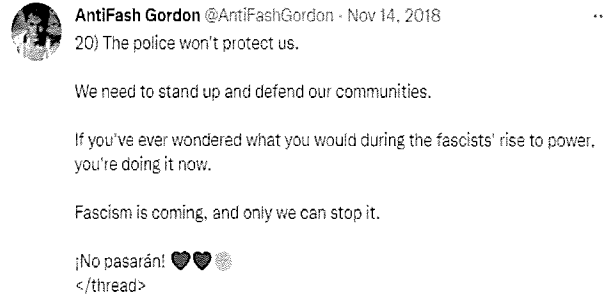 AntiFash Gordon @AntiFashGordon · Nov 14, 2018
20) The police won't protect us.
We need to stand up and defend our communities.
If you've ever wondered what you would during the fascists' rise to power,
you're doing it now.
Fascism is coming, and only we can stop it.
¡No pasarán!
</thread>